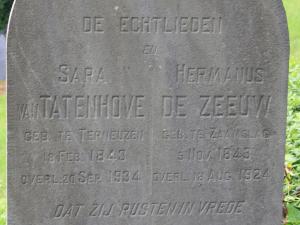 DE ECHTLIEDEN
EN
SARA HERMANUS
VAN TATENHOVE DE ZEEUW
GEB. TE TERNEUZEN GEB. TE ZAAMSLAG
18 FEB. 1843 5 NOV. 1843
OVERL. 20 SEP. 1934 OVERL. 18 AUG. 1924
DAT ZIJ RUSTEN IN VREDE